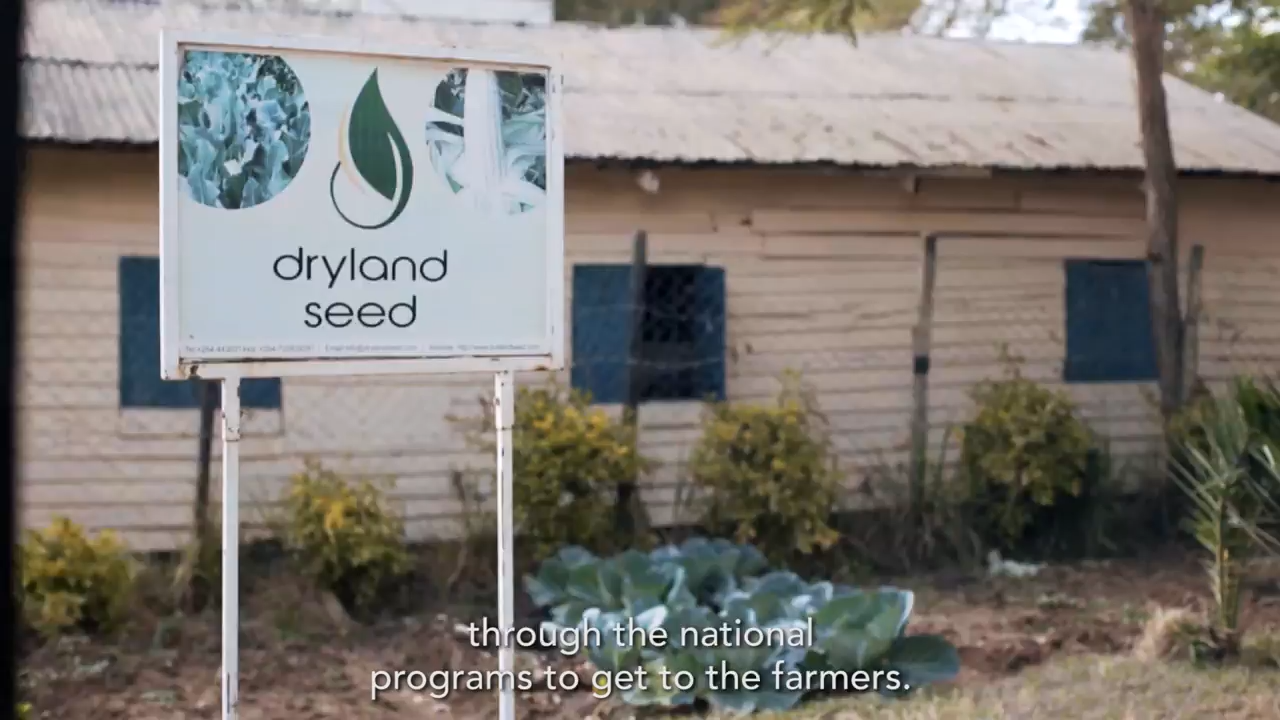 dryland
seed
through the national
programs to get to the farmers.